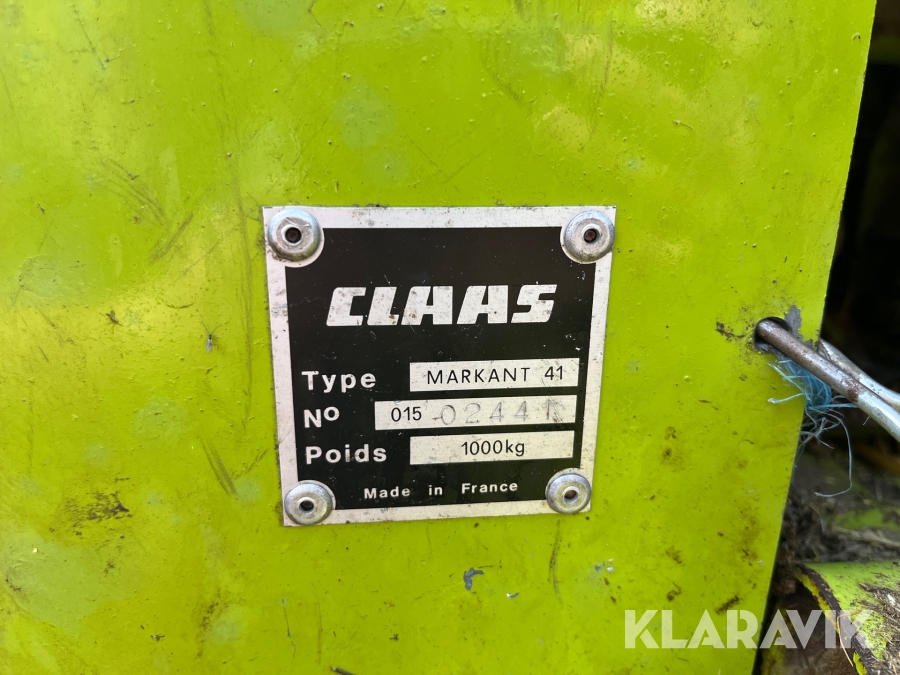 CLAAS
Type MARKANT 41
No 015 02441
Poids 1000kg
Made in France
KLARAVIK